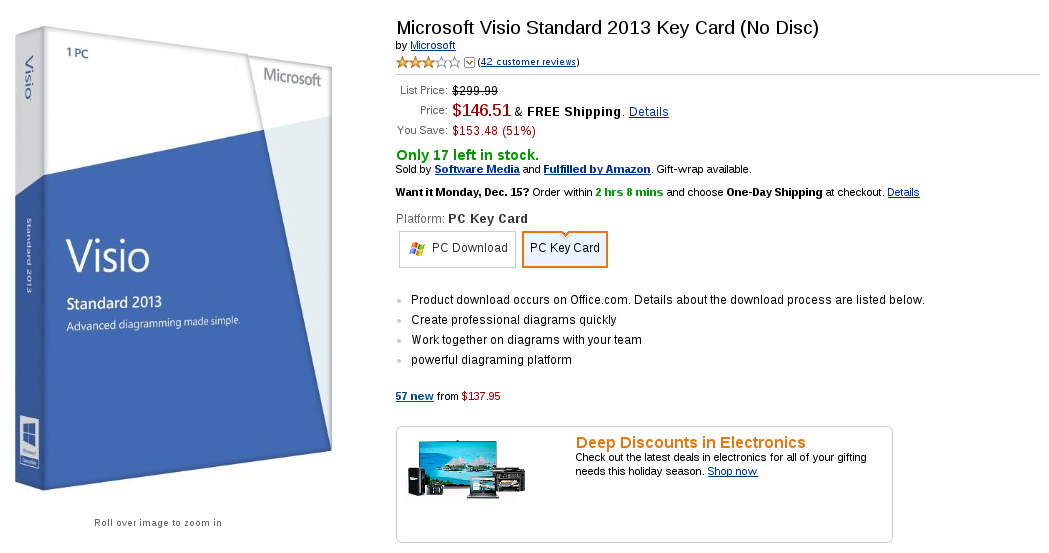 1 PC
Microsoft
Visio
Standard 2013
Visio
Standard 2013
Advanced diagramming made simple.
Roll over image to zoom in
Microsoft Visio Standard 2013 Key Card (No Disc)
by Microsoft
(42 customer reviews)
List Price: $299.99
Price: $146.51 & FREE Shipping. Details
You Save: $153.48 (51%)
Only 17 left in stock.
Sold by Software Media and Fulfilled by Amazon. Gift-wrap available.
Want it Monday, Dec. 15? Order within 2 hrs 8 mins and choose One-Day Shipping at checkout. Details
Platform: PC Key Card
PC Download PC Key Card
Product download occurs on Office.com. Details about the download process are listed below.
Create professional diagrams quickly
Work together on diagrams with your team
powerful diagraming platform
57 new from $137.95
Deep Discounts in Electronics
Check out the latest deals in electronics for all of your gifting
needs this holiday season. Shop now